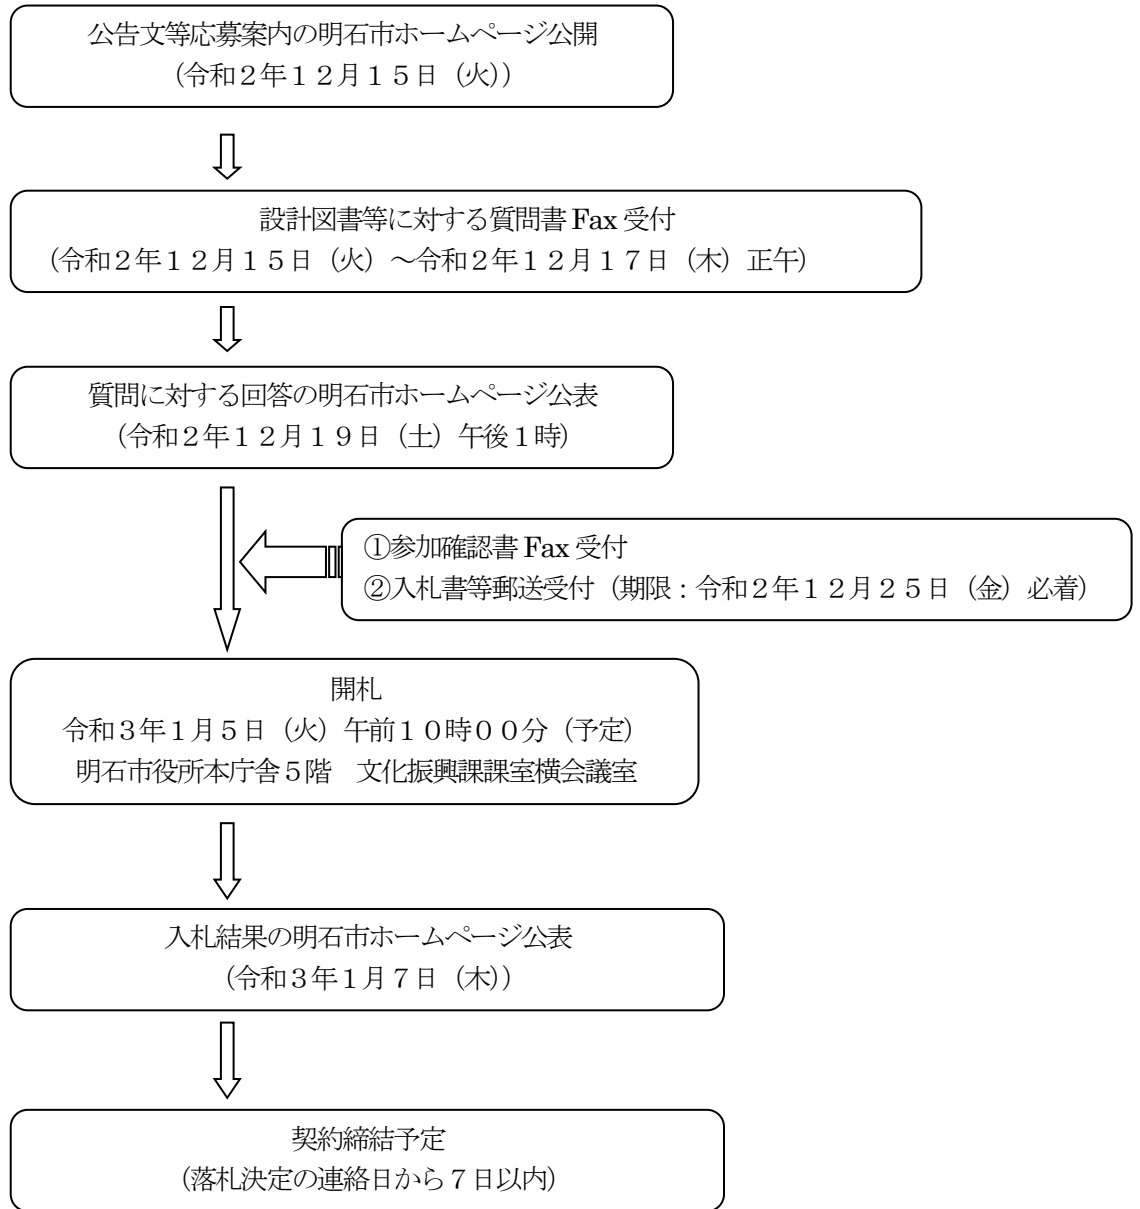 公告文等応募案内の明石市ホームページ公開
(令和２年１２月１５日（火）)
設計図書等に対する質問書 Fax 受付
(令和２年１２月１５日（火）～令和２年１２月１７日（木）正午)
質問に対する回答の明石市ホームページ公表
(令和２年１２月１９日（土）午後１時)
①参加確認書 Fax 受付
②入札書等郵送受付（期限：令和２年１２月２５日（金）必着）
開札
令和３年１月５日（火）午前１０時００分（予定）
明石市役所本庁舎５階　文化振興課課室横会議室
入札結果の明石市ホームページ公表
(令和３年１月７日（木）)
契約締結予定
(落札決定の連絡日から７日以内)